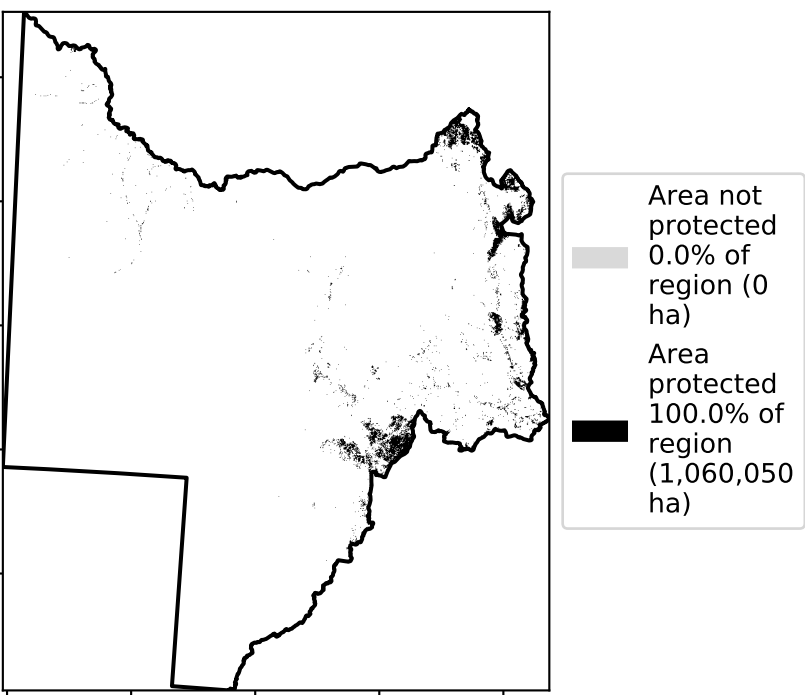 Area not
protected
0.0% of
region (0
ha)
Area
protected
100.0% of
region
(1,060,050
ha)